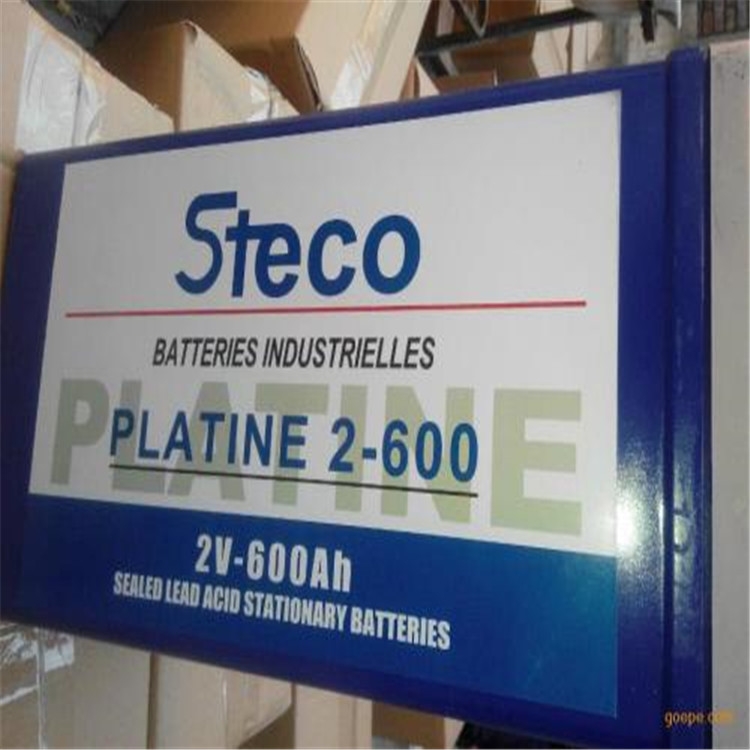 Steco
BATTERIES INDUSTRIELLES
PLATINE
PLATINE 2-600
2V-600Ah
SEALED LEAD ACID STATIONARY BATTERIES
goepe.com